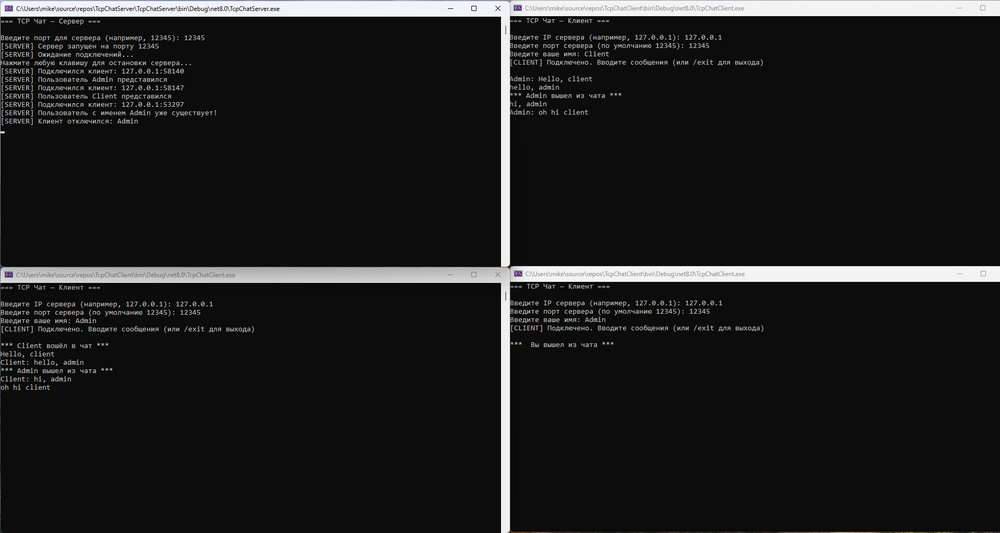 C:\Users\mike\source\repos\TcpChatServer\TcpChatServer\bin\Debug\net8.0\TcpChatServer.exe
=== TCP Чат — Сервер ===
Введите порт для сервера (например, 12345): 12345
[SERVER] Сервер запущен на порту 12345
[SERVER] Ожидание подключений...
Нажмите любую клавишу для остановки сервера...
[SERVER] Подключился клиент: 127.0.0.1:58140
[SERVER] Пользователь Admin представился
[SERVER] Подключился клиент: 127.0.0.1:58147
[SERVER] Пользователь Client представился
[SERVER] Подключился клиент: 127.0.0.1:53297
[SERVER] Пользователь с именем Admin уже существует!
[SERVER] Клиент отключился: Admin
C:\Users\mike\source\repos\TcpChatClient\bin\Debug\net8.0\TcpChatClient.exe
=== TCP Чат — Клиент ===
Введите IP сервера (например, 127.0.0.1): 127.0.0.1
Введите порт сервера (по умолчанию 12345): 12345
Введите ваше имя: Client
[CLIENT] Подключено. Вводите сообщения (или /exit для выхода)
Admin: Hello, client
hello, admin
*** Admin вышел из чата ***
hi, admin
Admin: oh hi client
C:\Users\mike\source\repos\TcpChatClient\bin\Debug\net8.0\TcpChatClient.exe
=== TCP Чат — Клиент ===
Введите IP сервера (например, 127.0.0.1): 127.0.0.1
Введите порт сервера (по умолчанию 12345): 12345
Введите ваше имя: Admin
[CLIENT] Подключено. Вводите сообщения (или /exit для выхода)
*** Client вошёл в чат ***
Hello, client
Client: hello, admin
*** Admin вышел из чата ***
Client: hi, admin
oh hi client
C:\Users\mike\source\repos\TcpChatClient\bin\Debug\net8.0\TcpChatClient.exe
=== TCP Чат — Клиент ===
Введите IP сервера (например, 127.0.0.1): 127.0.0.1
Введите порт сервера (по умолчанию 12345): 12345
Введите ваше имя: Admin
[CLIENT] Подключено. Вводите сообщения (или /exit для выхода)
***  Вы вышел из чата ***